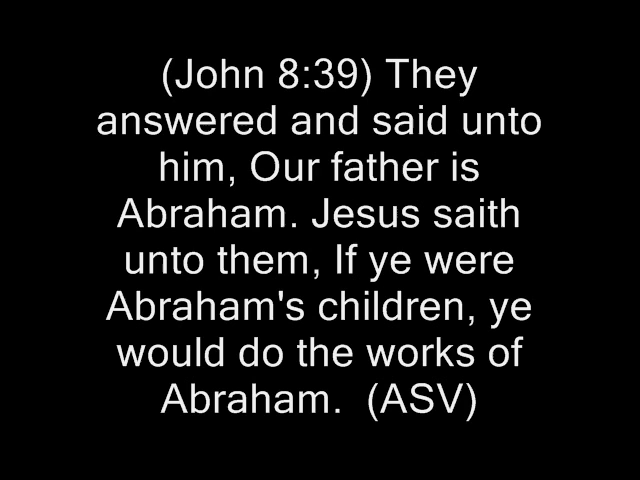 (John 8:39) They
answered and said unto
him, Our father is
Abraham. Jesus saith
unto them, If ye were
Abraham's children, ye
would do the works of
Abraham.  (ASV)